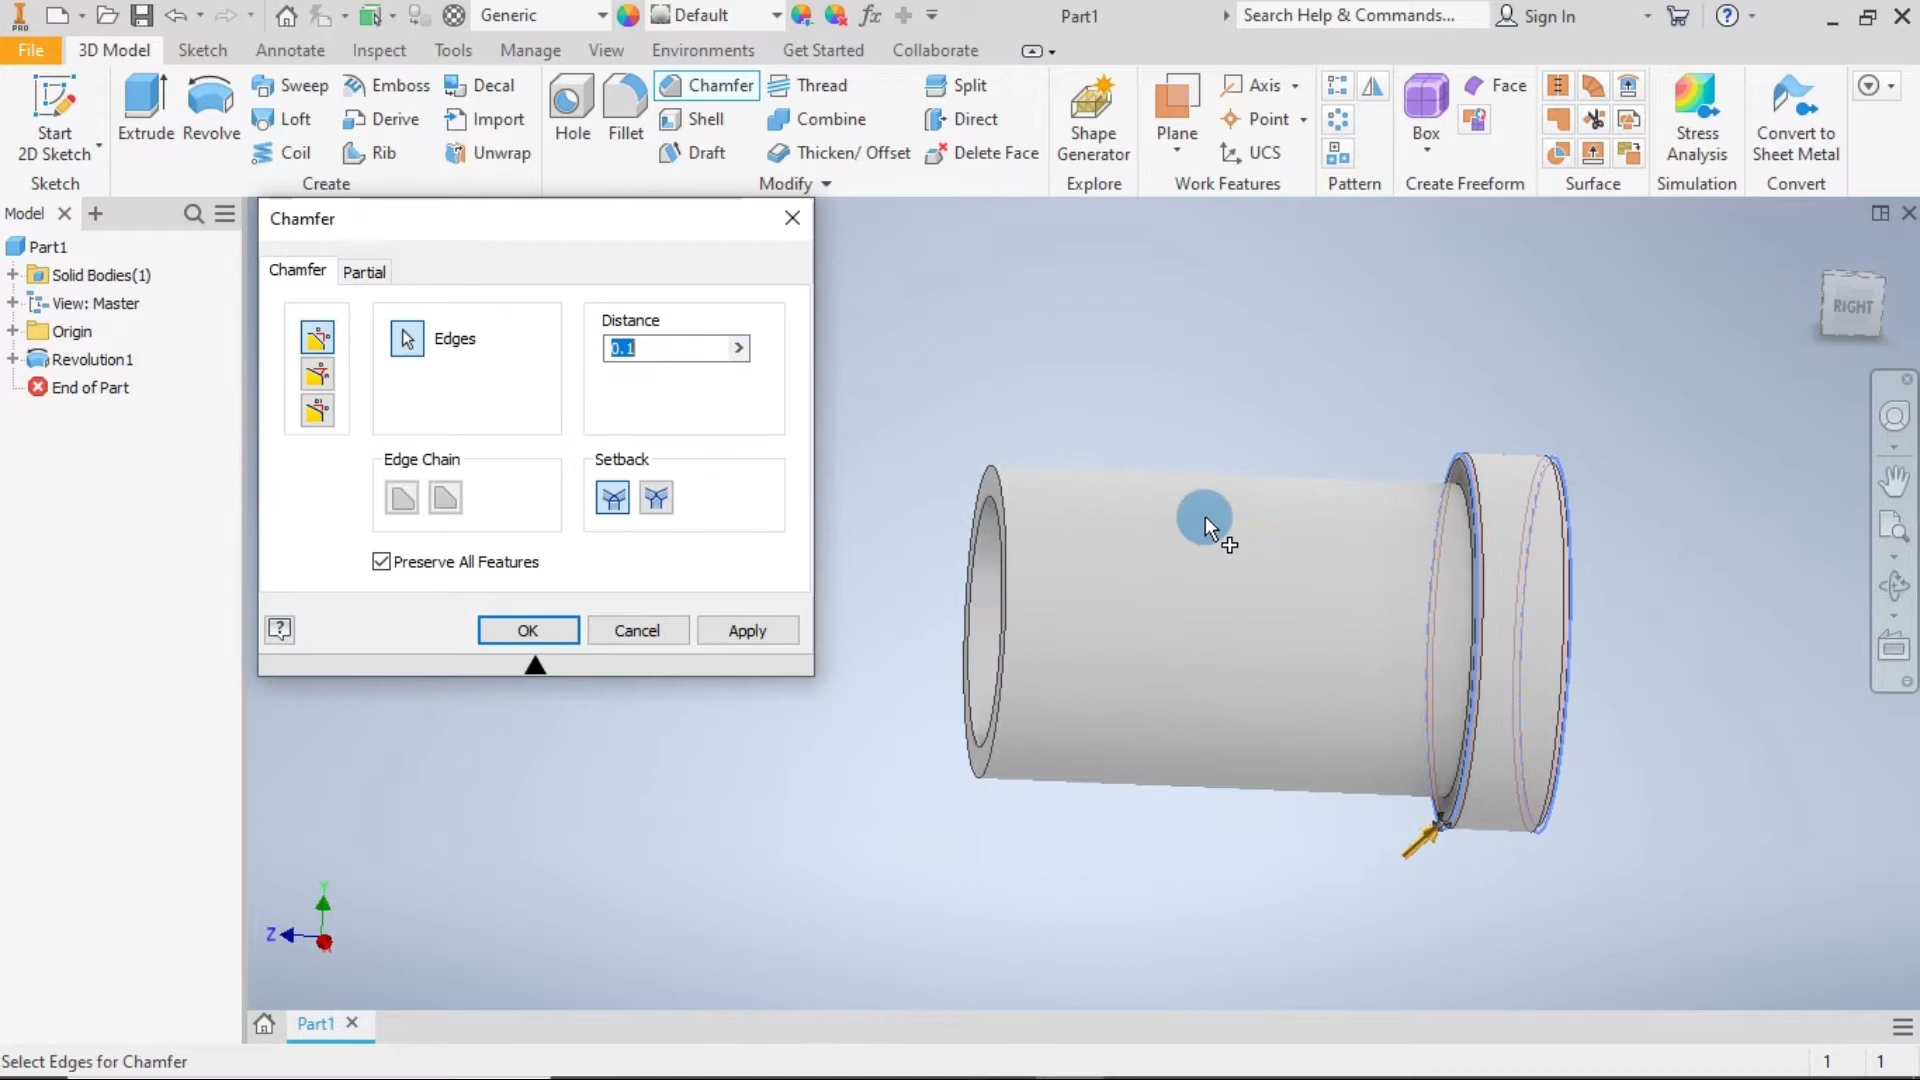 PRO
Generic
Default
fx
Part1
Search Help & Commands...
Sign In
File
3D Model
Sketch
Annotate
Inspect
Tools
Manage
View
Environments
Get Started
Collaborate
Start
2D Sketch
Sketch
Extrude
Revolve
Sweep
Loft
Coil
Emboss
Derive
Rib
Decal
Import
Unwrap
Create
Hole
Fillet
Chamfer
Shell
Draft
Thread
Combine
Thicken/ Offset
Split
Direct
Delete Face
Modify
Shape
Generator
Explore
Plane
Axis
Point
UCS
Work Features
Pattern
Box
Face
Create Freeform
Surface
Stress
Analysis
Simulation
Convert to
Sheet Metal
Convert
Model
Part1
Solid Bodies(1)
View: Master
Origin
Revolution1
End of Part
Chamfer
Chamfer
Partial
Edges
Distance
0.1
Edge Chain
Setback
Preserve All Features
OK
Cancel
Apply
RIGHT
Y
Z
Part1
Select Edges for Chamfer
1
1